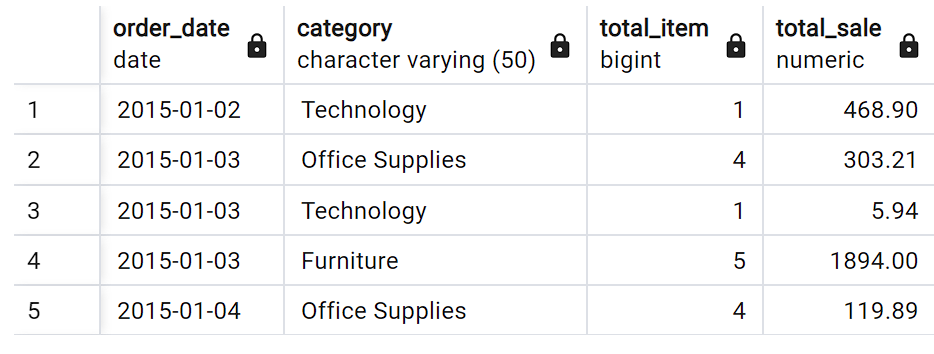 order_date category total_item total_sale
date character varying (50) bigint numeric
1 2015-01-02 Technology 1 468.90
2 2015-01-03 Office Supplies 4 303.21
3 2015-01-03 Technology 1 5.94
4 2015-01-03 Furniture 5 1894.00
5 2015-01-04 Office Supplies 4 119.89